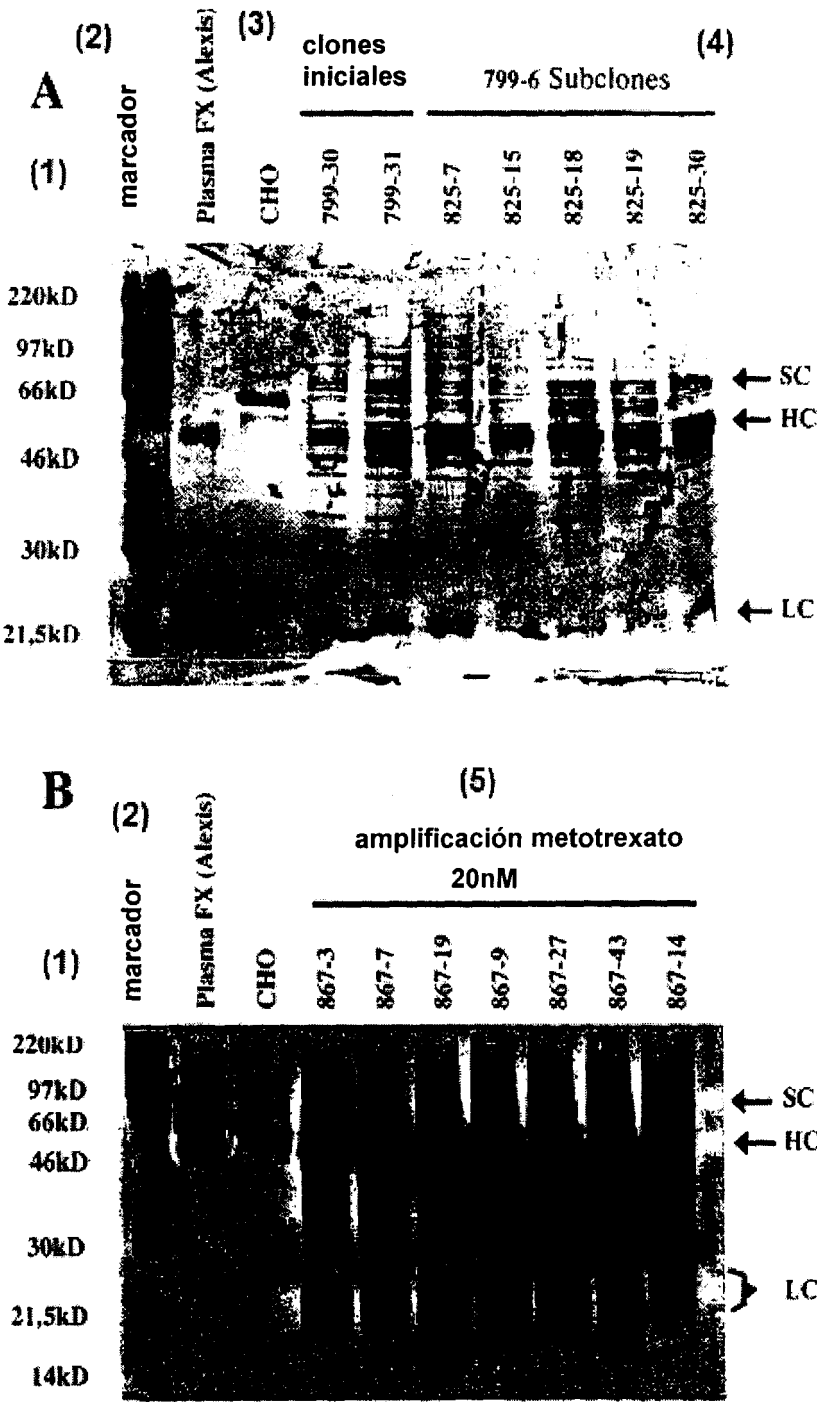 (2)
(3)
clones
iniciales
(4)
A
799-6 Subclones
(1)
marcador
Plasma FX (Alexis)
CHO
799-30
799-31
825-7
825-15
825-18
825-19
825-30
220kD
97kD
66kD
46kD
30kD
21,5kD
← SC
← HC
← LC
B
(5)
(2)
amplificación metotrexato
20nM
(1)
marcador
Plasma FX (Alexis)
CHO
867-3
867-7
867-19
867-9
867-27
867-43
867-14
220kD
97kD
66kD
46kD
30kD
21,5kD
14kD
← SC
← HC
LC